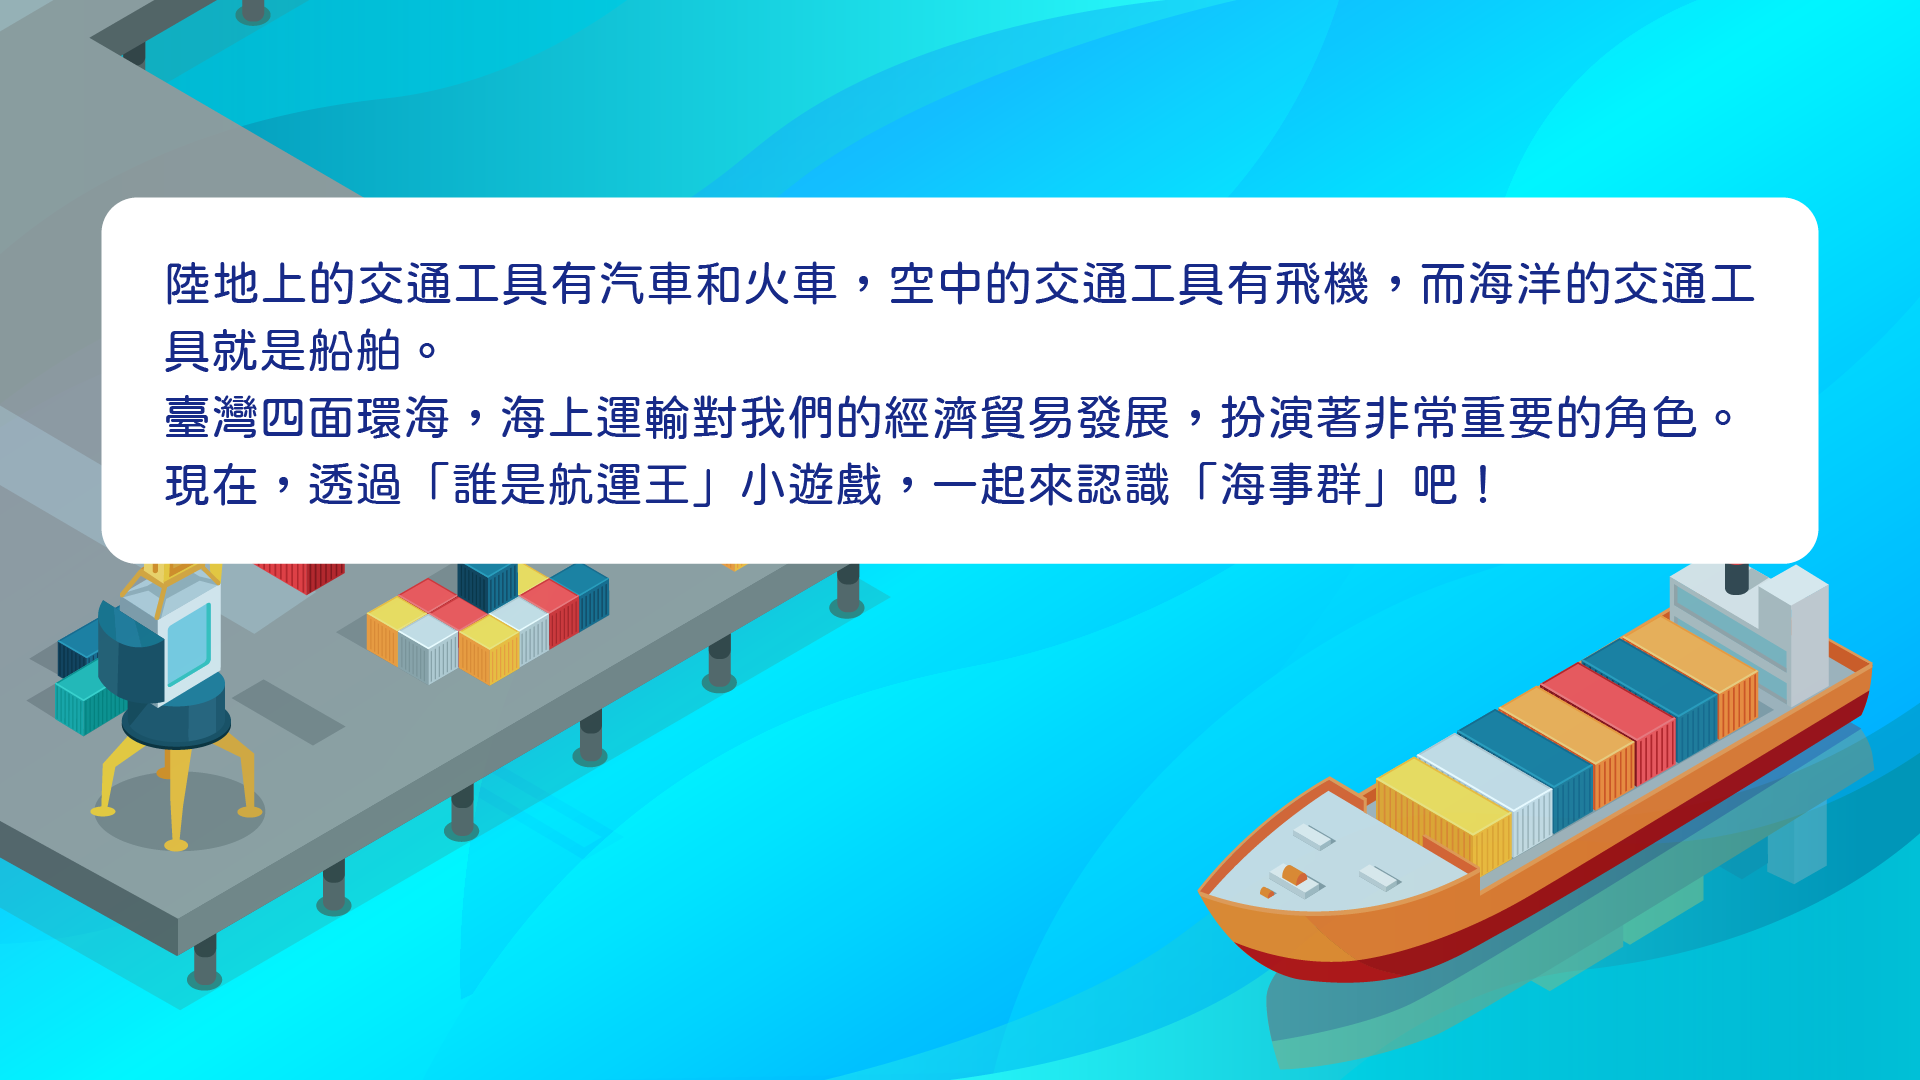 陸地上的交通工具有汽車和火車，空中的交通工具有飛機，而海洋的交通工
具就是船舶。
臺灣四面環海，海上運輸對我們的經濟貿易發展，扮演著非常重要的角色。
現在，透過「誰是航運王」小遊戲，一起來認識「海事群」吧！